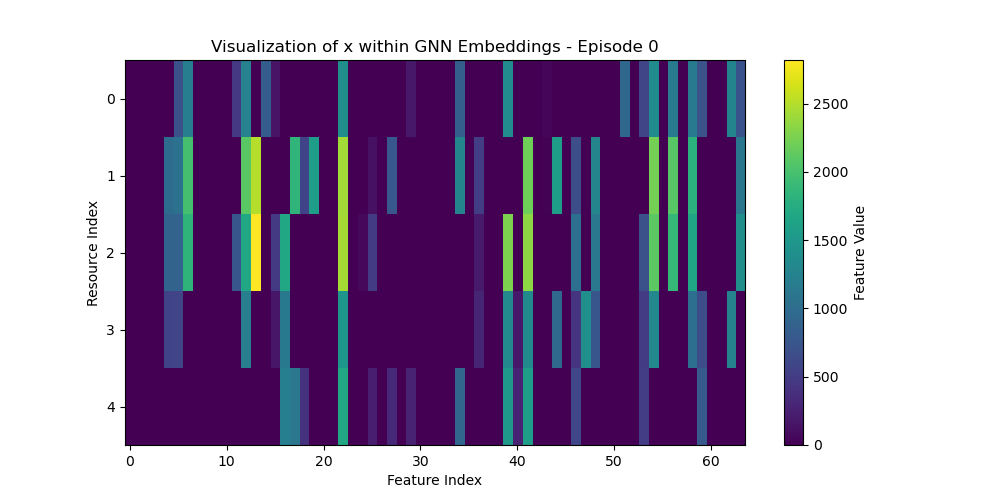 Visualization of x within GNN Embeddings - Episode 0
0
1
2
3
4
Resource Index
0 10 20 30 40 50 60
Feature Index
2500
2000
1500
1000
500
0
Feature Value